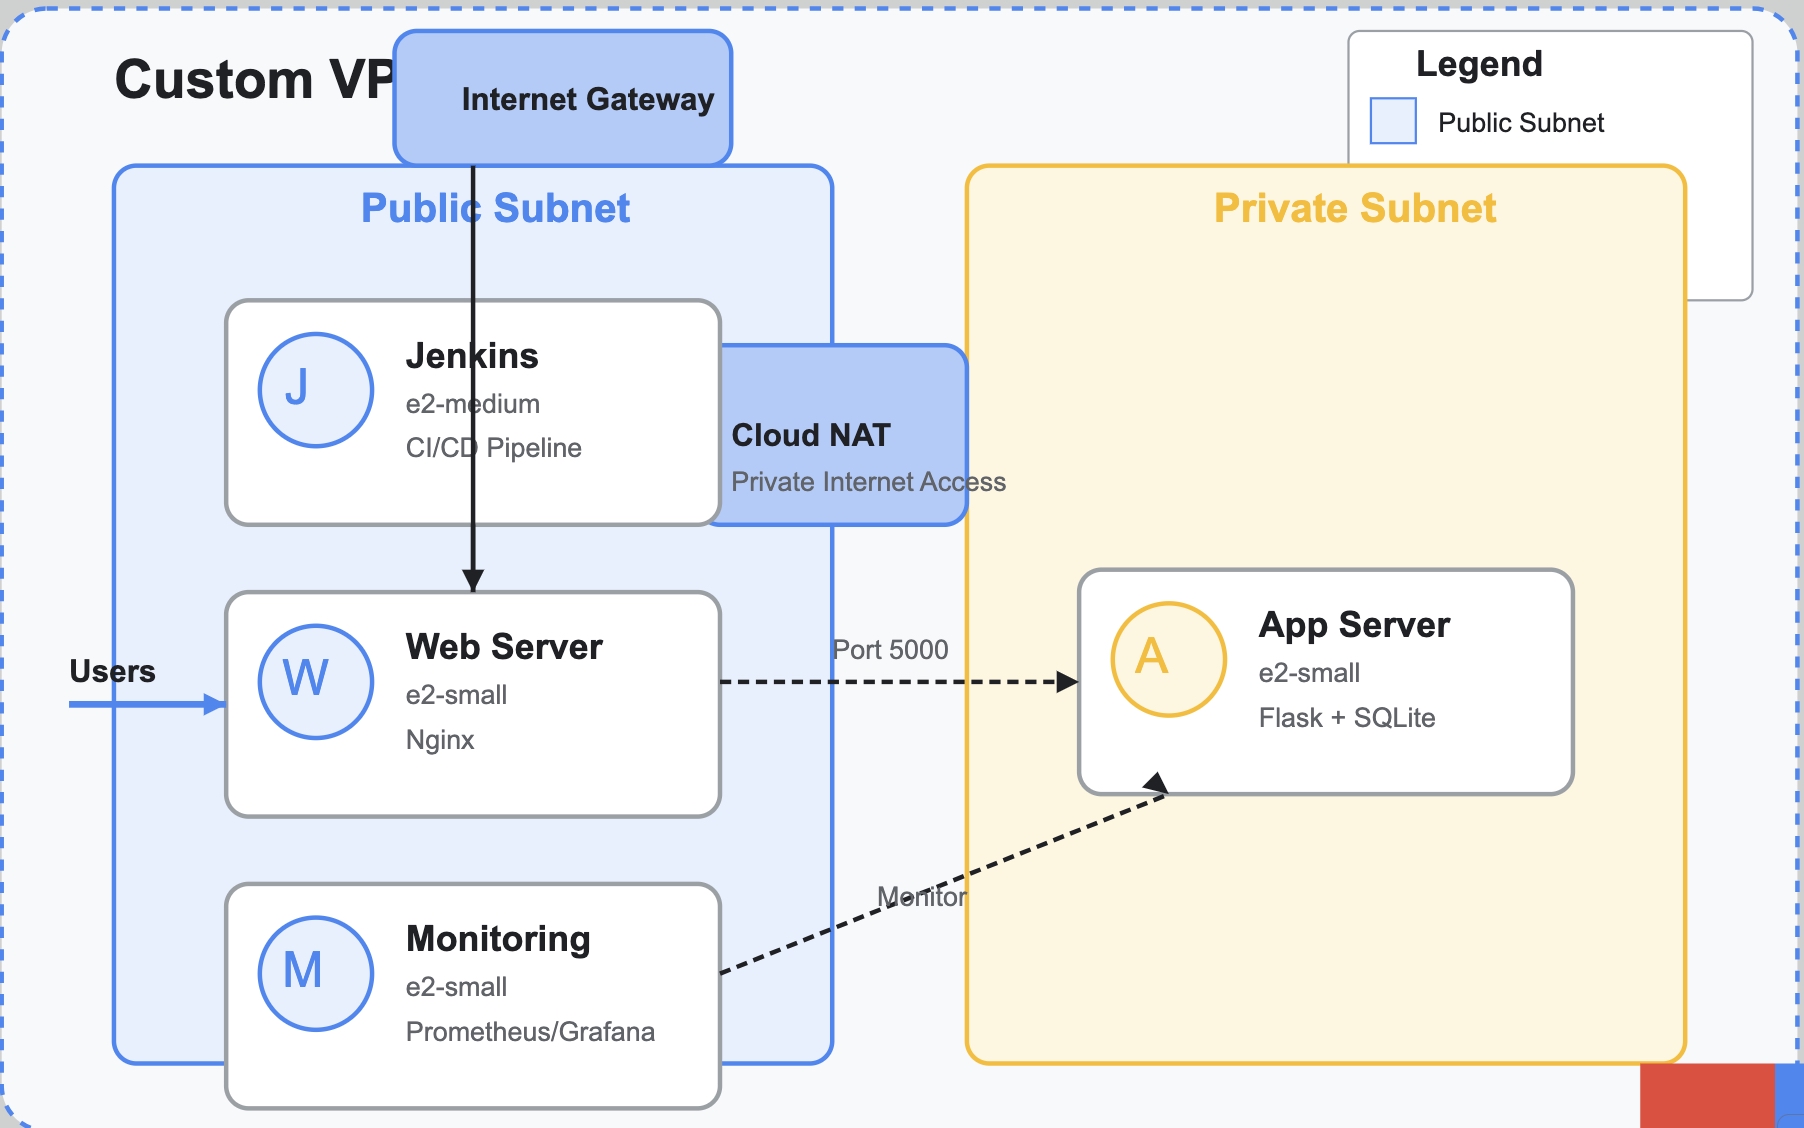 Custom VP
Internet Gateway
Legend
Public Subnet
Public Subnet
Private Subnet
J
Jenkins
e2-medium
CI/CD Pipeline
Cloud NAT
Private Internet Access
Users
W
Web Server
e2-small
Nginx
Port 5000
A
App Server
e2-small
Flask + SQLite
Monitor
M
Monitoring
e2-small
Prometheus/Grafana